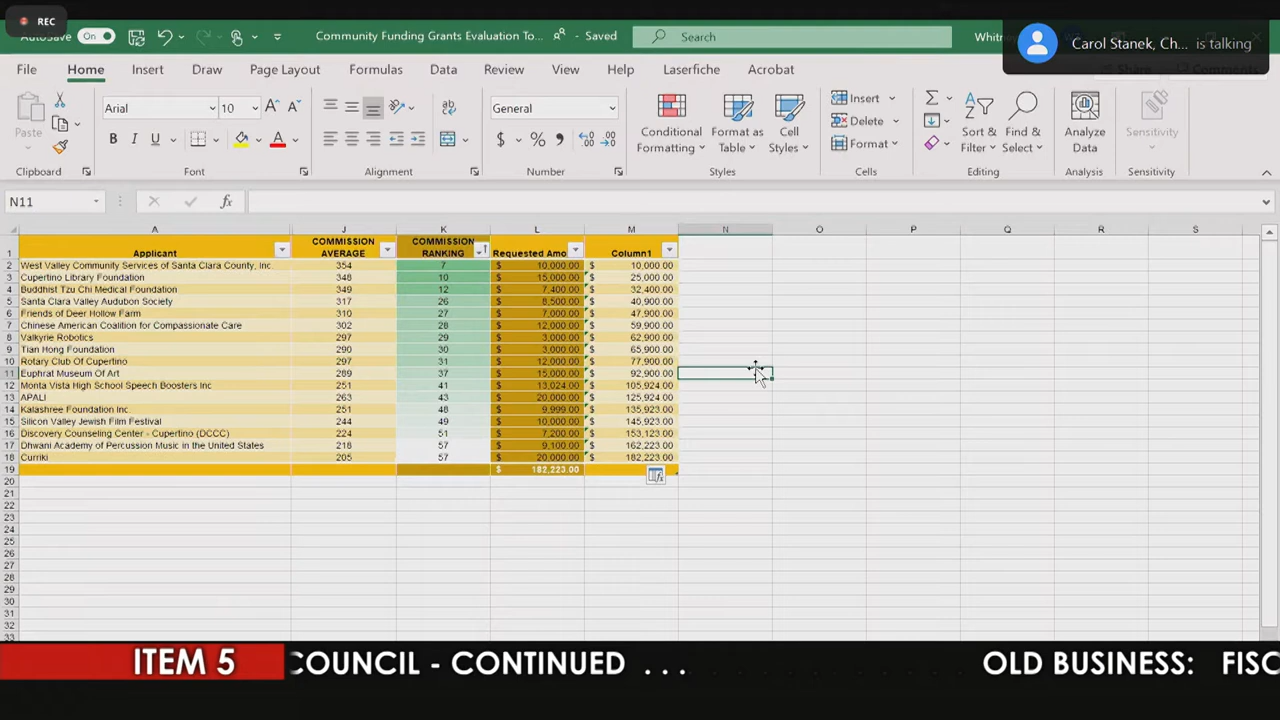 REC
AutoSave On Community Funding Grants Evaluation To... Saved Search
Carol Stanek, Ch... is talking
File Home Insert Draw Page Layout Formulas Data Review View Help Laserfiche Acrobat Share Comments
Arial 10 General
Paste B I U $ % Conditional Formatting Format as Table Cell Styles Insert Delete Format Sort & Filter Find & Select Analyze Data Sensitivity
Clipboard Font Alignment Number Styles Cells Editing Analysis Sensitivity
N11 fx
A J K L M N O P Q R S
1 Applicant COMMISSION AVERAGE COMMISSION RANKING Requested Amo Column1
2 West Valley Community Services of Santa Clara County, Inc. 354 7 $ 10,000.00 $ 10,000.00
3 Cupertino Library Foundation 348 10 $ 15,000.00 $ 25,000.00
4 Buddhist Tzu Chi Medical Foundation 349 12 $ 7,400.00 $ 32,400.00
5 Santa Clara Valley Audubon Society 317 26 $ 8,500.00 $ 40,900.00
6 Friends of Deer Hollow Farm 310 27 $ 7,000.00 $ 47,900.00
7 Chinese American Coalition for Compassionate Care 302 28 $ 12,000.00 $ 59,900.00
8 Valkyrie Robotics 297 29 $ 3,000.00 $ 62,900.00
9 Tian Hong Foundation 290 30 $ 3,000.00 $ 65,900.00
10 Rotary Club Of Cupertino 297 31 $ 12,000.00 $ 77,900.00
11 Euphrat Museum Of Art 289 37 $ 15,000.00 $ 92,900.00
12 Monta Vista High School Speech Boosters Inc 251 41 $ 13,024.00 $ 105,924.00
13 APALI 263 43 $ 20,000.00 $ 125,924.00
14 Kalashree Foundation Inc. 251 48 $ 9,999.00 $ 135,923.00
15 Silicon Valley Jewish Film Festival 244 49 $ 10,000.00 $ 145,923.00
16 Discovery Counseling Center - Cupertino (DCCC) 224 51 $ 7,200.00 $ 153,123.00
17 Dhwani Academy of Percussion Music in the United States 218 57 $ 9,100.00 $ 162,223.00
18 Curriki 205 57 $ 20,000.00 $ 182,223.00
19 $ 182,223.00
20
21
22
23
24
25
26
27
28
29
30
31
32
33
ITEM 5 COUNCIL - CONTINUED . . . OLD BUSINESS: FISC